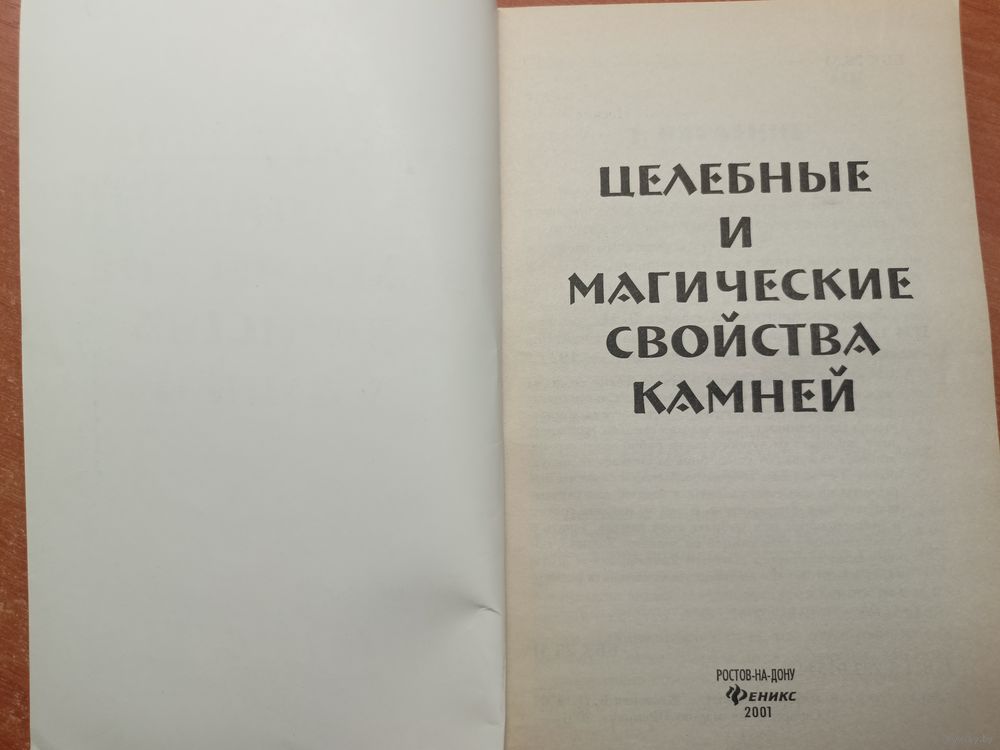 ЦЕЛЕБНЫЕ
И
МАГИЧЕСКИЕ
СВОЙСТВА
КАМНЕЙ
РОСТОВ-НА-ДОНУ
ФЕНИКС
2001